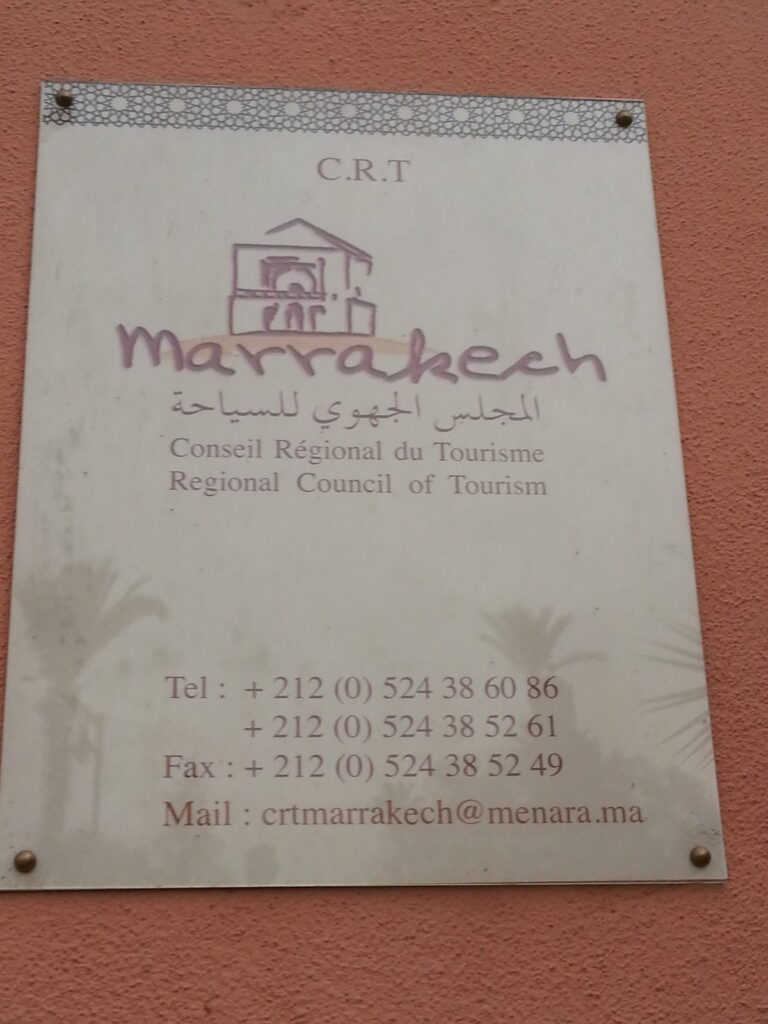 C.R.T
marrakech
المجلس الجهوي للسياحة
Conseil Régional du Tourisme
Regional Council of Tourism
Tel : + 212 (0) 524 38 60 86
+ 212 (0) 524 38 52 61
Fax : + 212 (0) 524 38 52 49
Mail : crtmarrakech@menara.ma